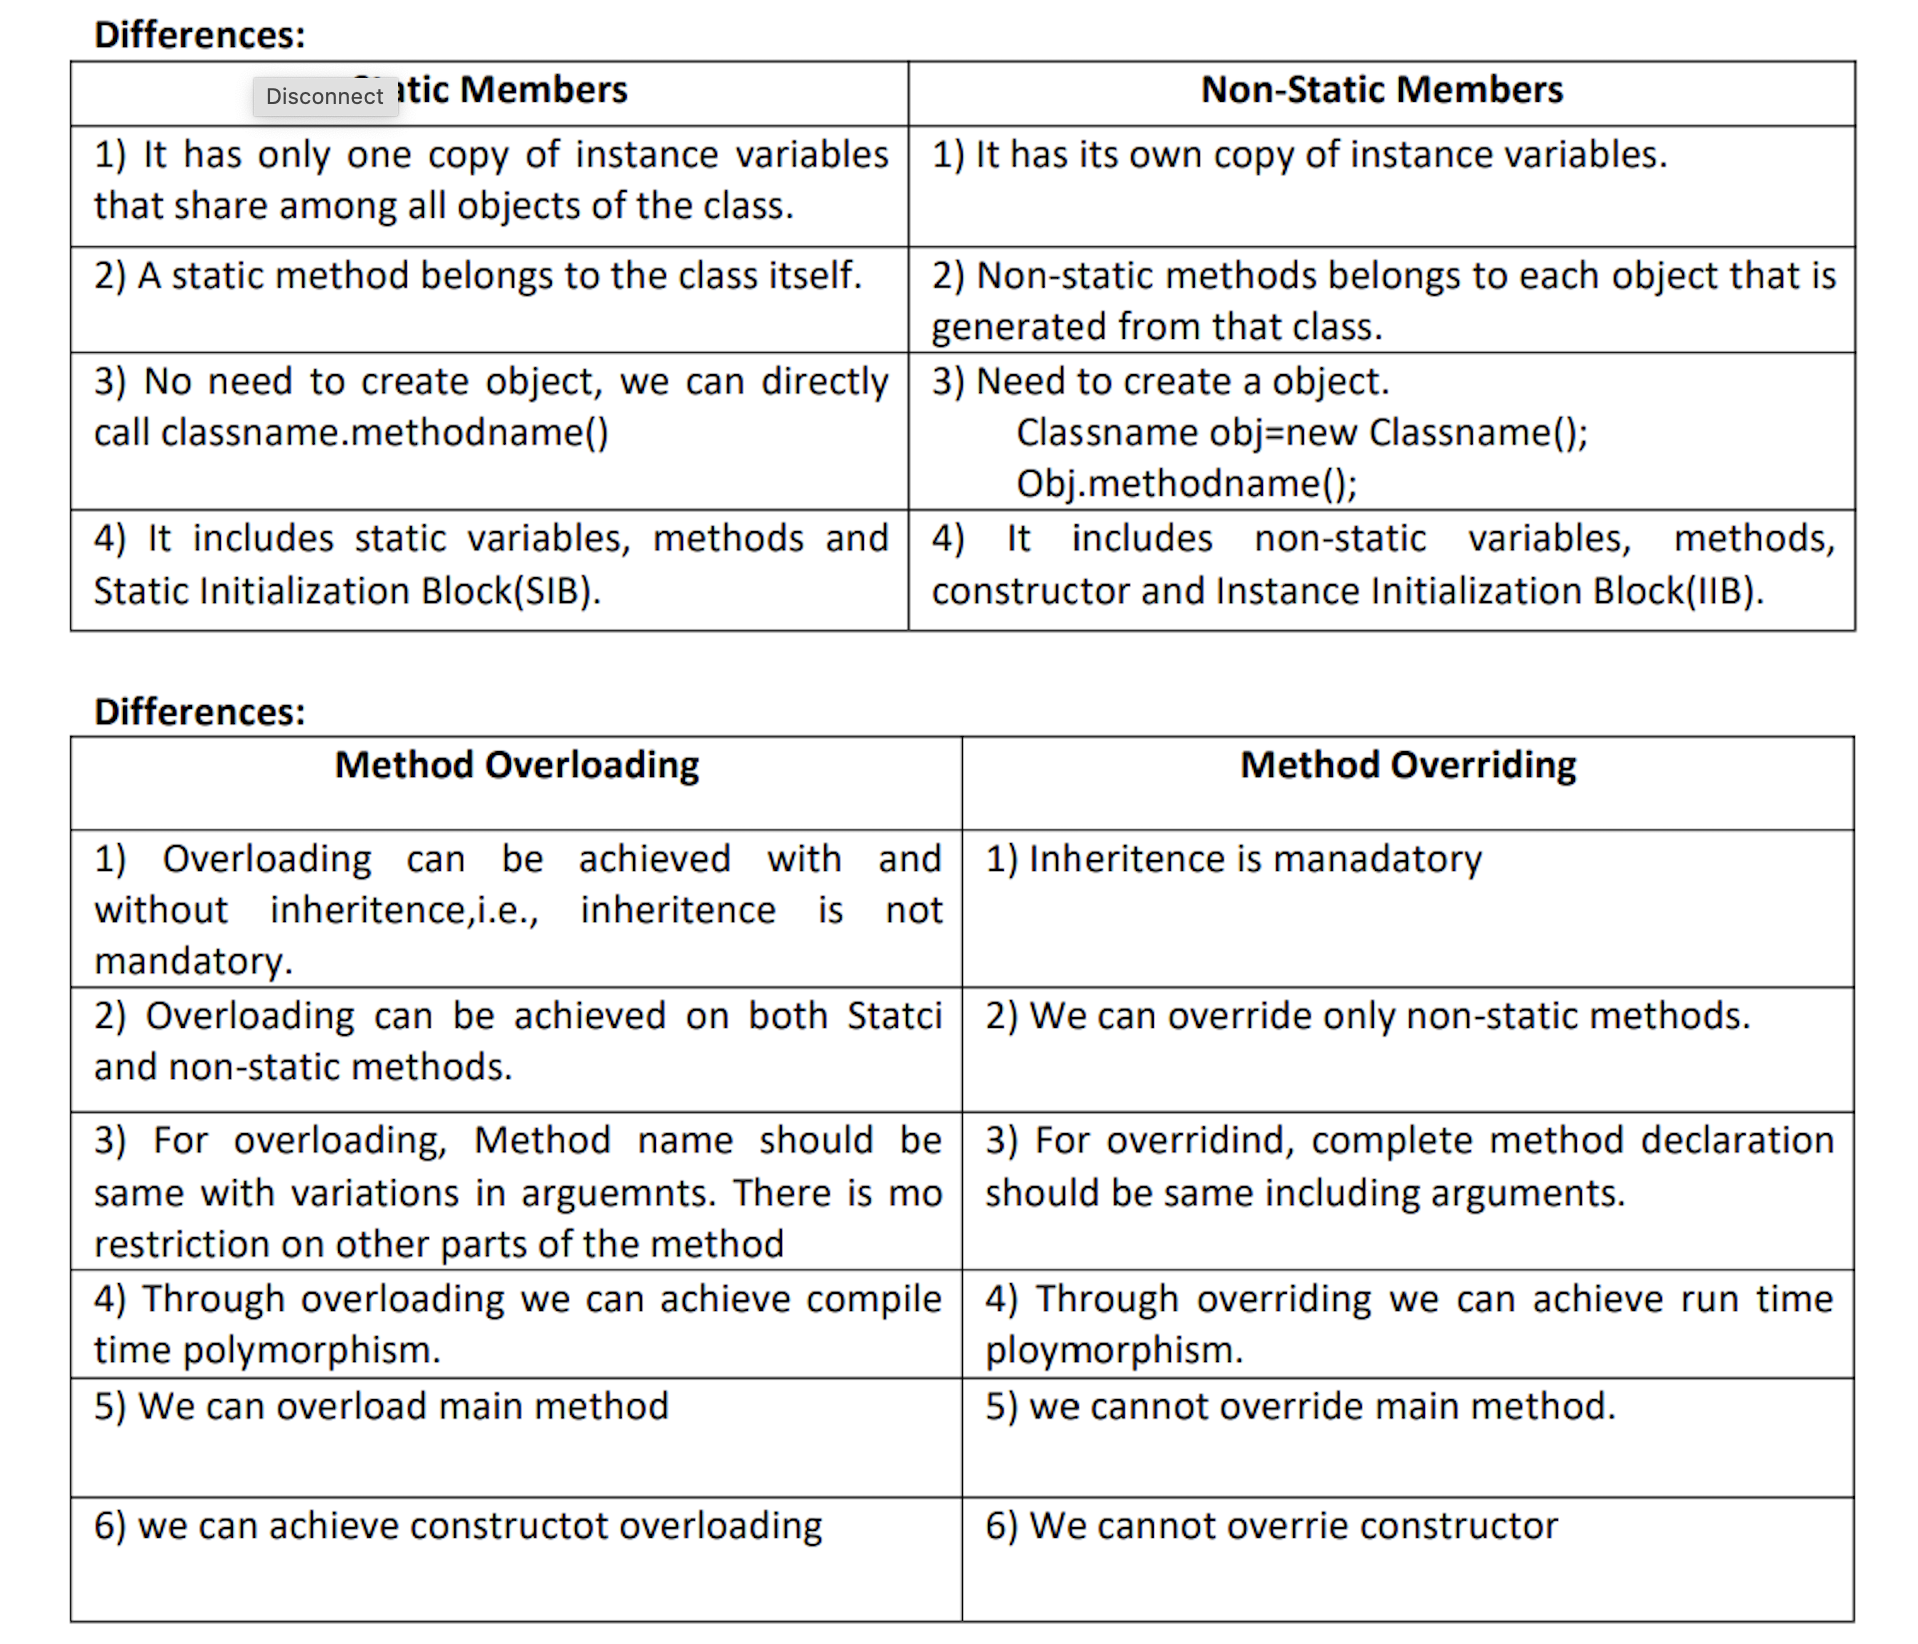 Differences:
Disconnect
Static Members
Non-Static Members
1) It has only one copy of instance variables
that share among all objects of the class.
1) It has its own copy of instance variables.
2) A static method belongs to the class itself.
2) Non-static methods belongs to each object that is
generated from that class.
3) No need to create object, we can directly
call classname.methodname()
3) Need to create a object.
Classname obj=new Classname();
Obj.methodname();
4) It includes static variables, methods and
Static Initialization Block(SIB).
4) It includes non-static variables, methods,
constructor and Instance Initialization Block(IIB).
Differences:
Method Overloading
Method Overriding
1) Overloading can be achieved with and
without inheritence,i.e., inheritence is not
mandatory.
1) Inheritence is manadatory
2) Overloading can be achieved on both Statci
and non-static methods.
2) We can override only non-static methods.
3) For overloading, Method name should be
same with variations in arguemnts. There is mo
restriction on other parts of the method
3) For overridind, complete method declaration
should be same including arguments.
4) Through overloading we can achieve compile
time polymorphism.
4) Through overriding we can achieve run time
ploymorphism.
5) We can overload main method
5) we cannot override main method.
6) we can achieve constructot overloading
6) We cannot overrie constructor